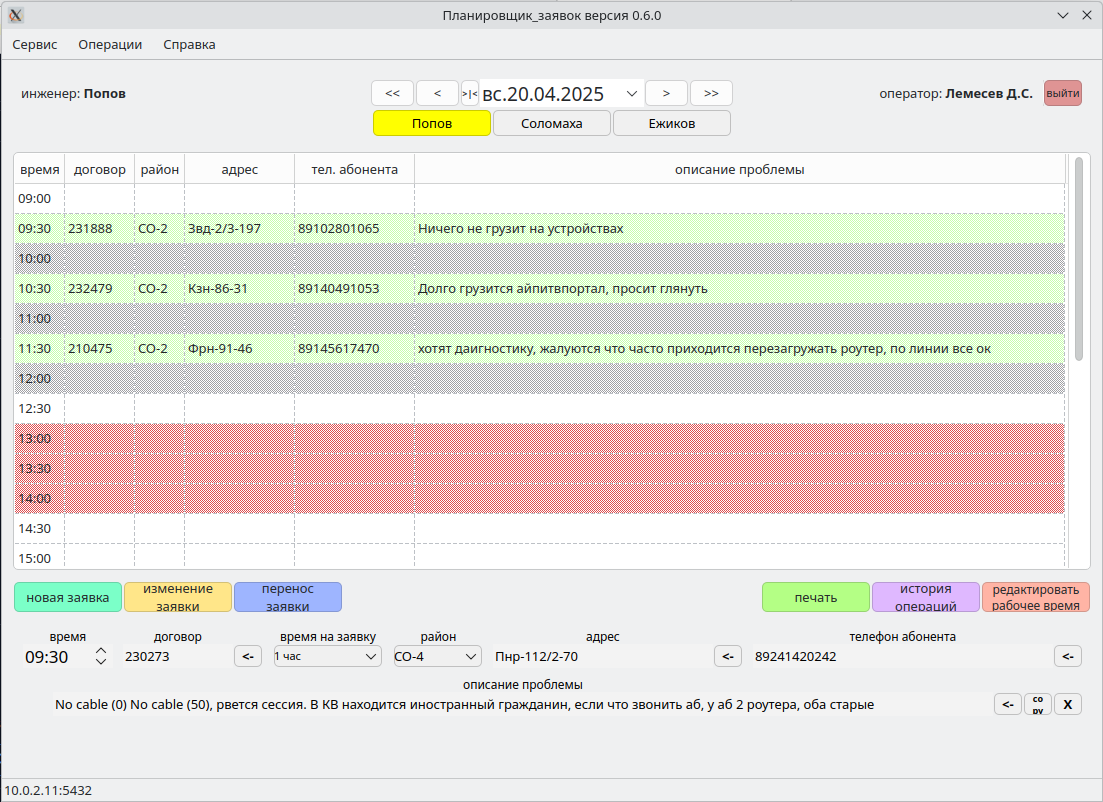 Планировщик_заявок версия 0.6.0
Сервис Операции Справка
инженер: Попов << < >|< вс.20.04.2025 > >> оператор: Лемесев Д.С. выйти
Попов Соломаха Ежиков
время договор район адрес тел. абонента описание проблемы
09:00
09:30 231888 СО-2 Звд-2/3-197 89102801065 Ничего не грузит на устройствах
10:00
10:30 232479 СО-2 Кзн-86-31 89140491053 Долго грузится айпитвпортал, просит глянуть
11:00
11:30 210475 СО-2 Фрн-91-46 89145617470 хотят даигностику, жалуются что часто приходится перезагружать роутер, по линии все ок
12:00
12:30
13:00
13:30
14:00
14:30
15:00
новая заявка изменение заявки перенос заявки печать история операций редактировать рабочее время
время договор время на заявку район адрес телефон абонента
09:30 230273 <- 1 час СО-4 Пнр-112/2-70 <- 89241420242 <-
описание проблемы
No cable (0) No cable (50), рвется сессия. В КВ находится иностранный гражданин, если что звонить аб, у аб 2 роутера, оба старые <- co py X
10.0.2.11:5432